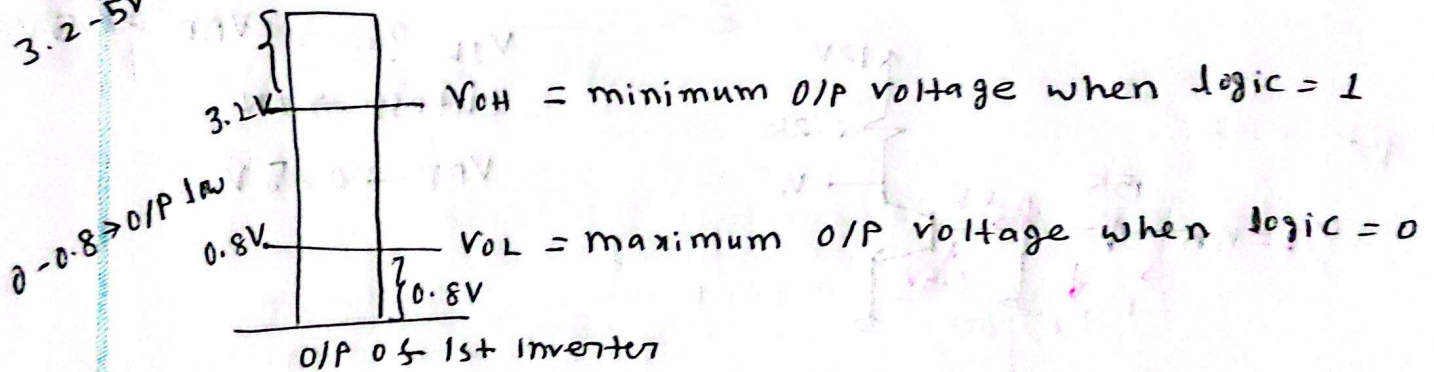 3.2-5V
3.2V VOH = minimum O/P voltage when logic = 1
0-0.8→O/P low
0.8V VOL = maximum O/P voltage when logic = 0
0.8V
O/P of 1st inverter